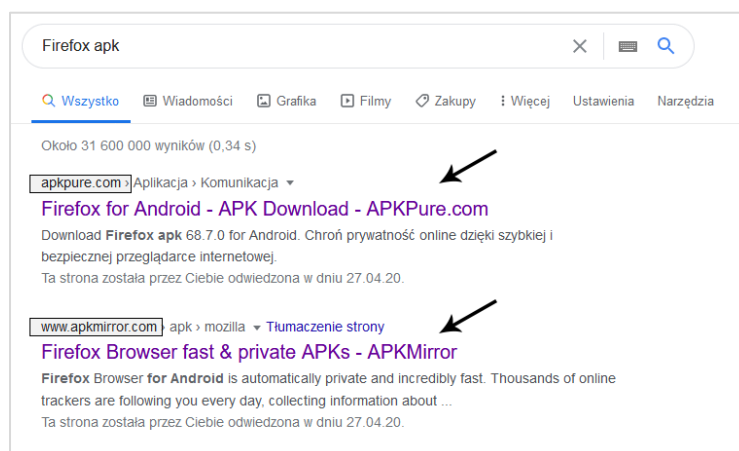 Firefox apk
Wszystko Wiadomości Grafika Filmy Zakupy Więcej Ustawienia Narzędzia
Około 31 600 000 wyników (0,34 s)
apkpure.com › Aplikacja › Komunikacja
Firefox for Android - APK Download - APKPure.com
Download Firefox apk 68.7.0 for Android. Chroń prywatność online dzięki szybkiej i
bezpiecznej przeglądarce internetowej.
Ta strona została przez Ciebie odwiedzona w dniu 27.04.20.
www.apkmirror.com › apk › mozilla Tłumaczenie strony
Firefox Browser fast & private APKs - APKMirror
Firefox Browser for Android is automatically private and incredibly fast. Thousands of online
trackers are following you every day, collecting information about ...
Ta strona została przez Ciebie odwiedzona w dniu 27.04.20.